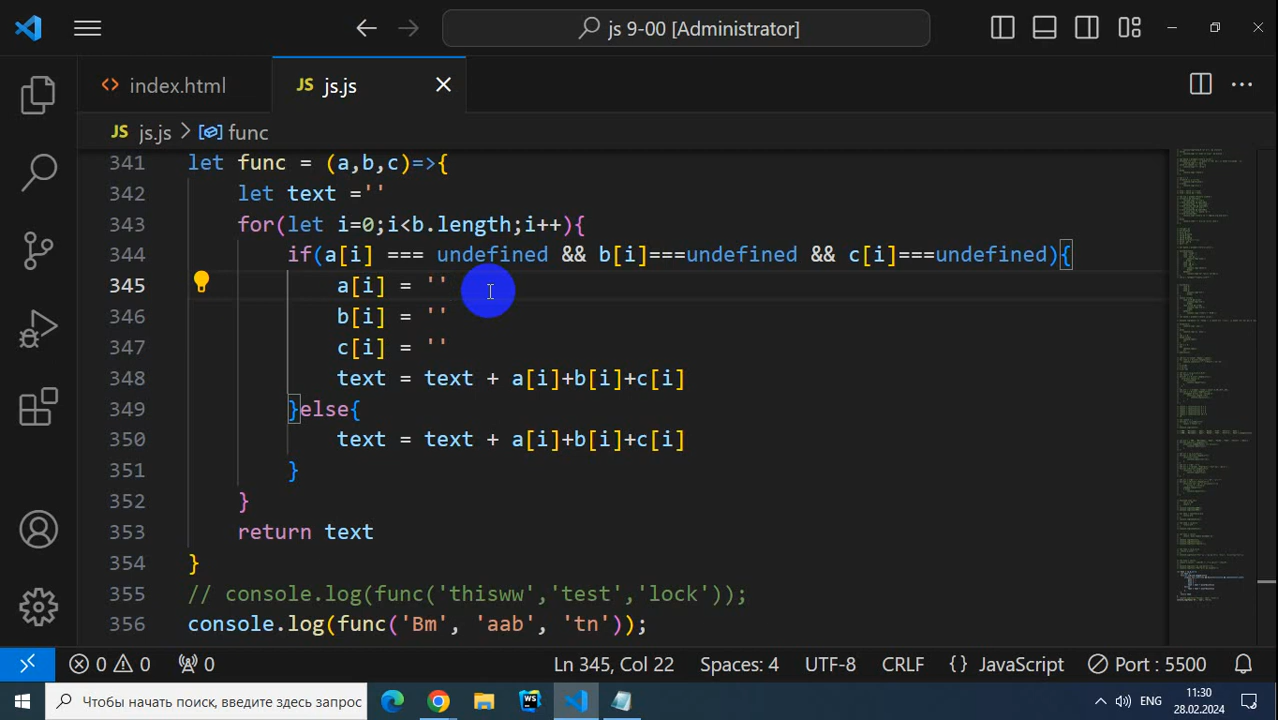 js 9-00 [Administrator]
<> index.html
JS js.js
JS js.js > func
341 let func = (a,b,c)=>{
342 let text =''
343 for(let i=0;i<b.length;i++){
344 if(a[i] === undefined && b[i]===undefined && c[i]===undefined){
345 a[i] = ''
346 b[i] = ''
347 c[i] = ''
348 text = text + a[i]+b[i]+c[i]
349 }else{
350 text = text + a[i]+b[i]+c[i]
351 }
352 }
353 return text
354 }
355 // console.log(func('thisww','test','lock'));
356 console.log(func('Bm', 'aab', 'tn'));
0 0 0 Ln 345, Col 22 Spaces: 4 UTF-8 CRLF {} JavaScript Port : 5500
Чтобы начать поиск, введите здесь запрос WS ENG 11:30
28.02.2024